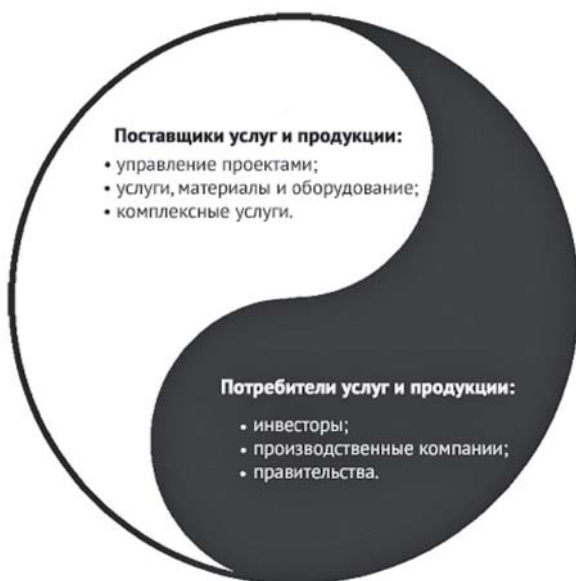 Поставщики услуг и продукции:
• управление проектами;
• услуги, материалы и оборудование;
• комплексные услуги.
Потребители услуг и продукции:
• инвесторы;
• производственные компании;
• правительства.